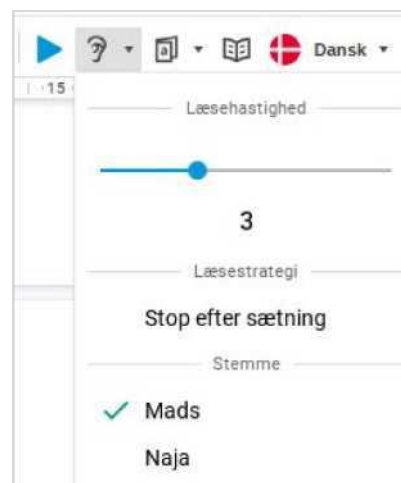 a Dansk
15
Læsehastighed
3
Læsestrategi
Stop efter sætning
Stemme
Mads
Naja